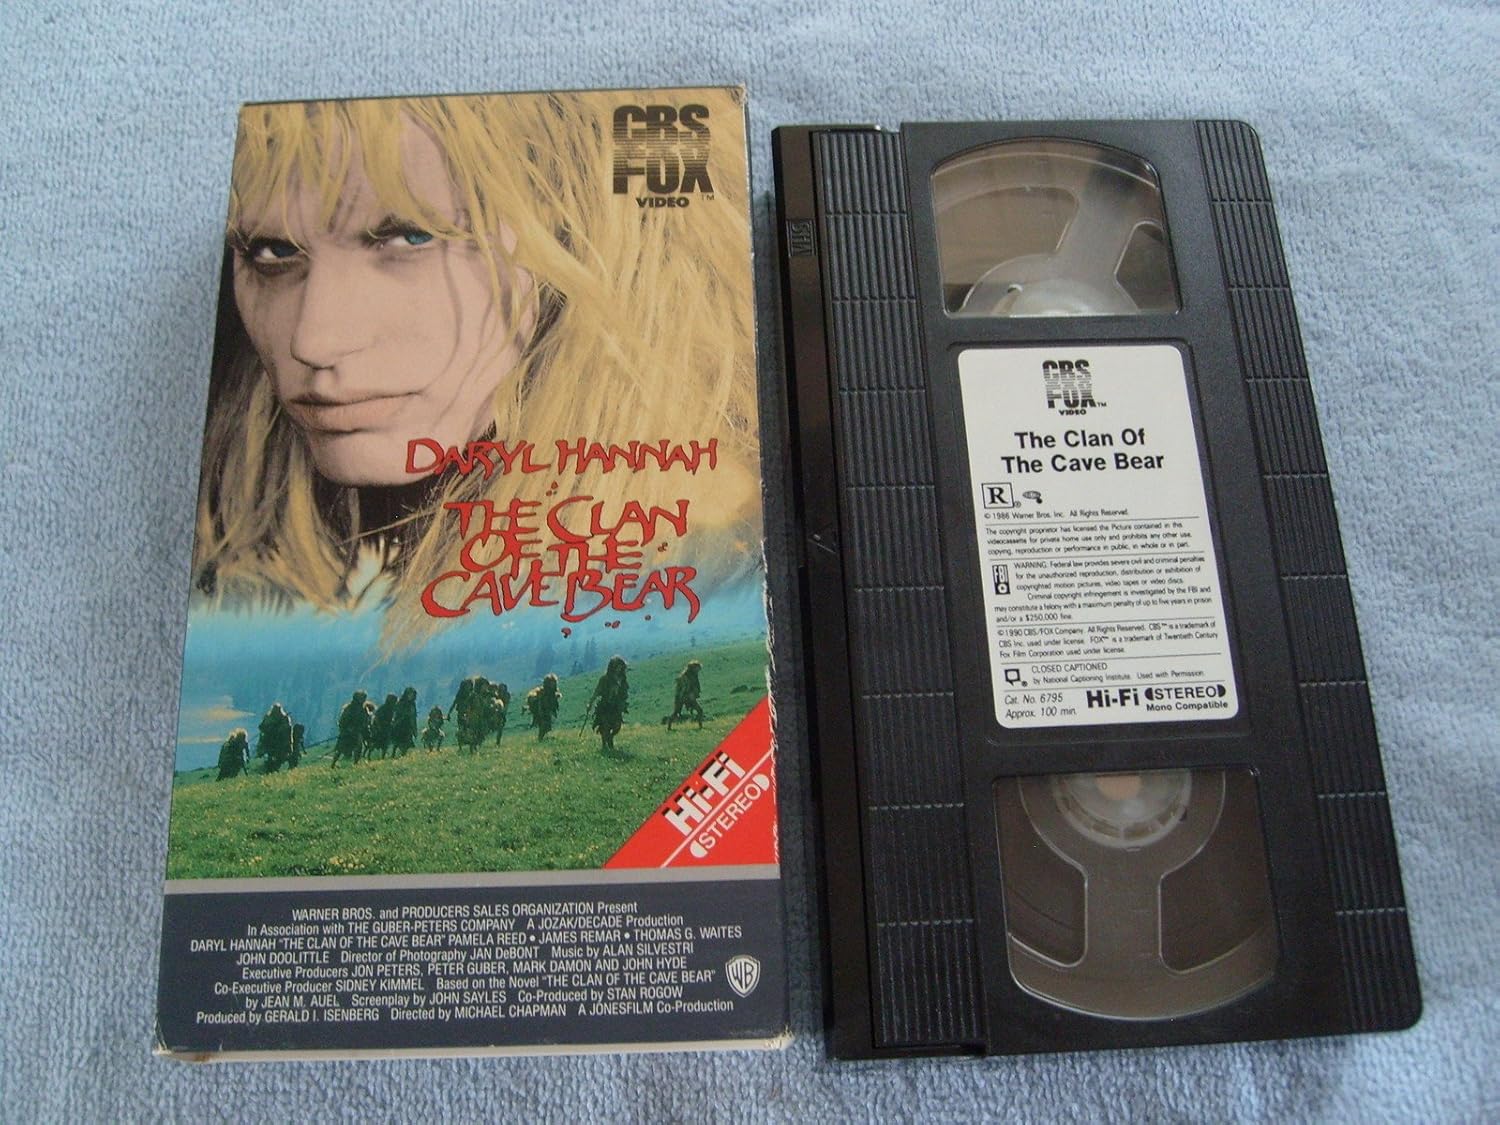 CBS
FOX
VIDEO™
DARYL HANNAH
THE CLAN
OF THE
CAVE BEAR
Hi-Fi
STEREO
WARNER BROS. and PRODUCERS SALES ORGANIZATION Present
In Association with THE GUBER-PETERS COMPANY A JOZAK/DECADE Production
DARYL HANNAH "THE CLAN OF THE CAVE BEAR" PAMELA REED • JAMES REMAR • THOMAS G. WAITES
JOHN DOOLITTLE Director of Photography JAN DeBONT Music by ALAN SILVESTRI
Executive Producers JON PETERS, PETER GUBER, MARK DAMON AND JOHN HYDE
Co-Executive Producer SIDNEY KIMMEL Based on the Novel "THE CLAN OF THE CAVE BEAR"
by JEAN M. AUEL Screenplay by JOHN SAYLES Co-Produced by STAN ROGOW
Produced by GERALD I. ISENBERG Directed by MICHAEL CHAPMAN A JONESFILM Co-Production
WB
VHS
CBS
FOX™
VIDEO
The Clan Of
The Cave Bear
R ®
© 1986 Warner Bros. Inc. All Rights Reserved.
The copyright proprietor has licensed the Picture contained in this
videocassette for private home use only and prohibits any other use,
copying, reproduction or performance in public, in whole or in part.
FBI
WARNING: Federal law provides severe civil and criminal penalties
for the unauthorized reproduction, distribution or exhibition of
copyrighted motion pictures, video tapes or video discs.
Criminal copyright infringement is investigated by the FBI and
may constitute a felony with a maximum penalty of up to five years in prison
and/or a $250,000 fine.
© 1990 CBS/FOX Company. All Rights Reserved. CBS™ is a trademark of
CBS Inc. used under license. FOX™ is a trademark of Twentieth Century
Fox Film Corporation used under license.
CLOSED CAPTIONED
by National Captioning Institute. Used with Permission.
Cat. No. 6795
Approx. 100 min.
Hi-Fi STEREO
Mono Compatible